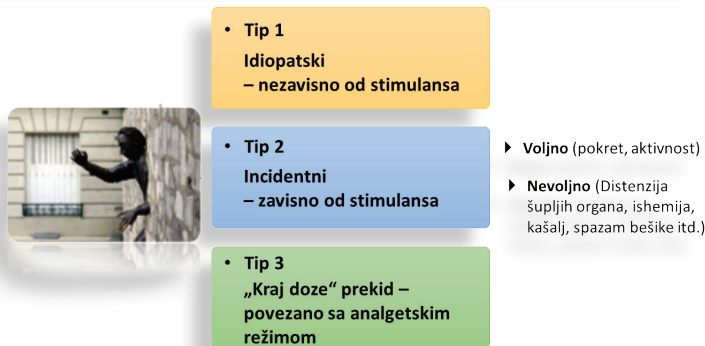 • Tip 1
Idiopatski
– nezavisno od stimulansa
• Tip 2
Incidentni
– zavisno od stimulansa
Voljno (pokret, aktivnost)
Nevoljno (Distenzija
šupljih organa, ishemija,
kašalj, spazam bešike itd.)
• Tip 3
„Kraj doze“ prekid –
povezano sa analgetskim
režimom